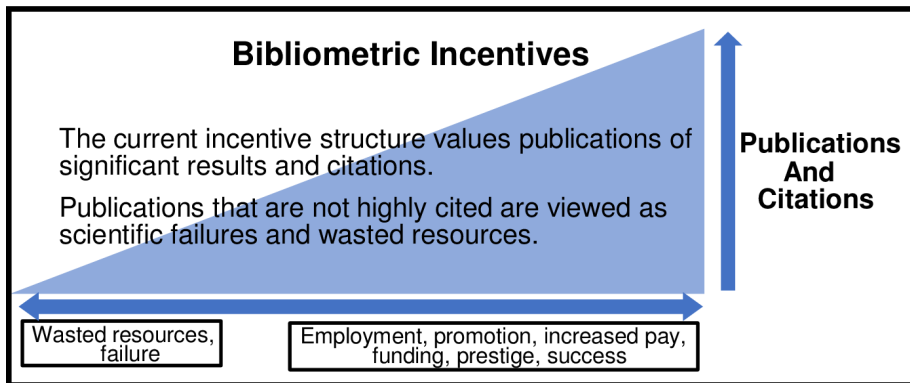 Bibliometric Incentives
The current incentive structure values publications of
significant results and citations.
Publications that are not highly cited are viewed as
scientific failures and wasted resources.
Publications
And
Citations
Wasted resources,
failure
Employment, promotion, increased pay,
funding, prestige, success